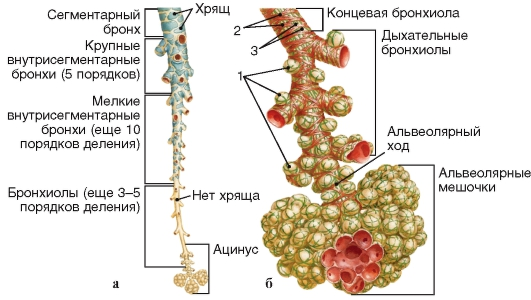 Сегментарный
бронх
Хрящ
Крупные
внутрисегментарные
бронхи (5 порядков)
Мелкие
внутрисегментарные
бронхи (еще 10
порядков деления)
Бронхиолы (еще 3–5
порядков деления)
Нет хряща
Ацинус
а
Концевая бронхиола
2
3
Дыхательные
бронхиолы
1
Альвеолярный
ход
Альвеолярные
мешочки
б